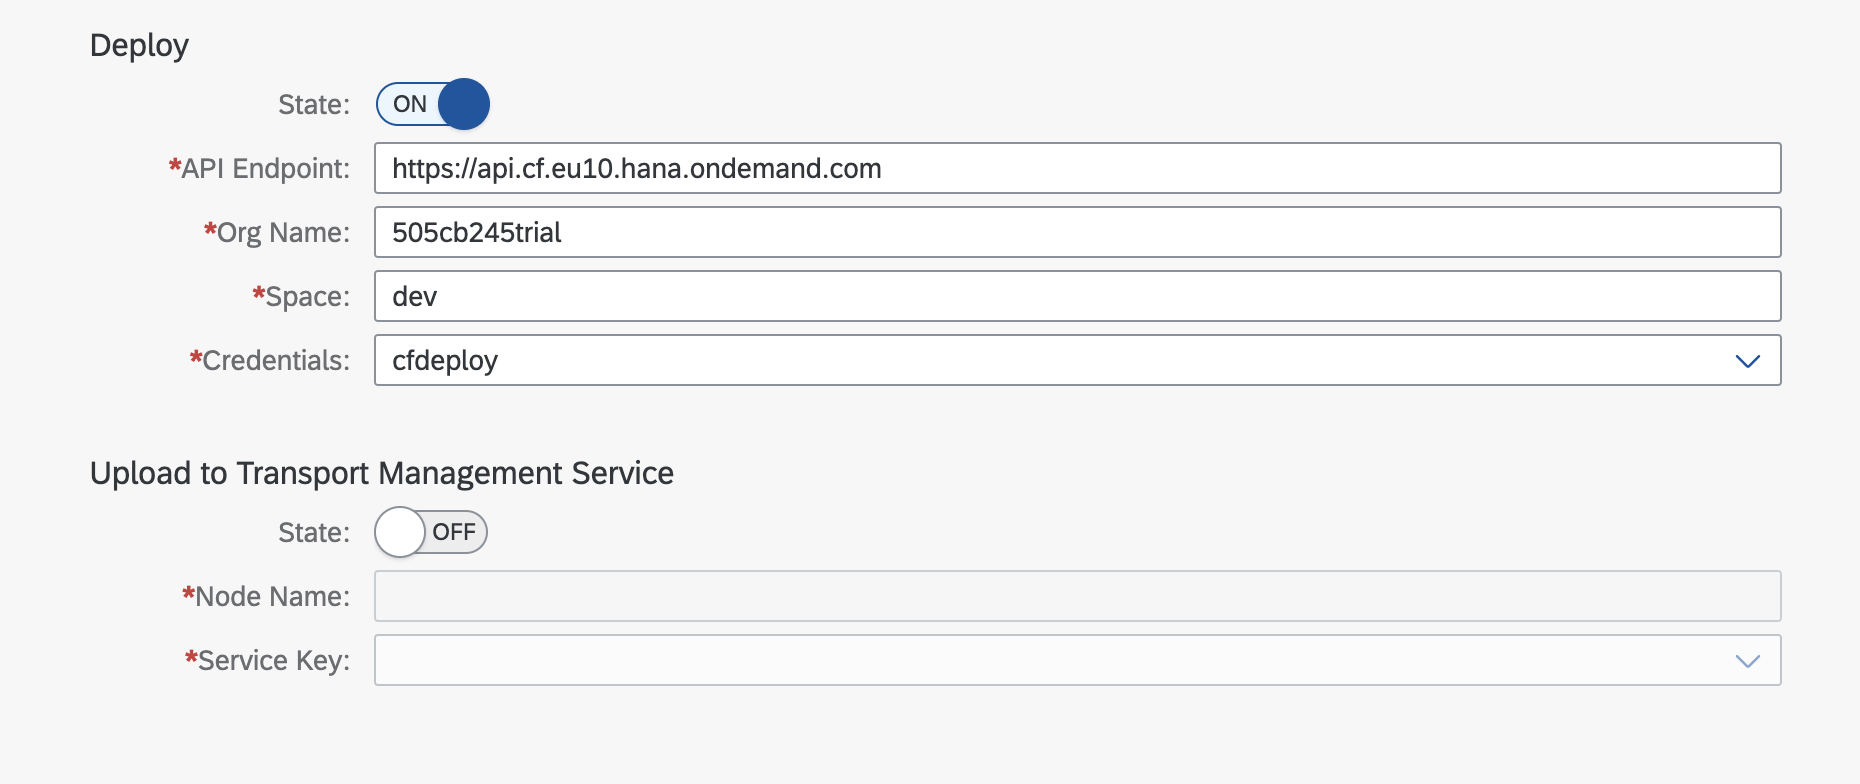 Deploy
State: ON
*API Endpoint: https://api.cf.eu10.hana.ondemand.com
*Org Name: 505cb245trial
*Space: dev
*Credentials: cfdeploy
Upload to Transport Management Service
State: OFF
*Node Name:
*Service Key: